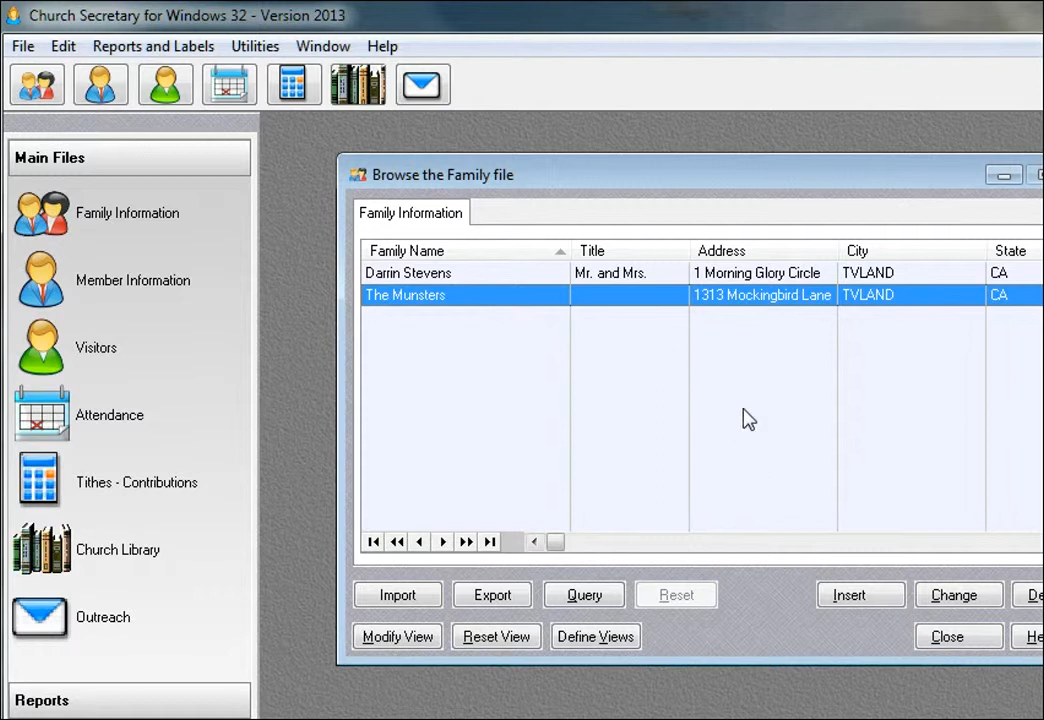 Church Secretary for Windows 32 - Version 2013
File Edit Reports and Labels Utilities Window Help
Main Files
Family Information
Member Information
Visitors
Attendance
Tithes - Contributions
Church Library
Outreach
Reports
Browse the Family file
Family Information
Family Name Title Address City State
Darrin Stevens Mr. and Mrs. 1 Morning Glory Circle TVLAND CA
The Munsters 1313 Mockingbird Lane TVLAND CA
Import Export Query Reset Insert Change De
Modify View Reset View Define Views Close He